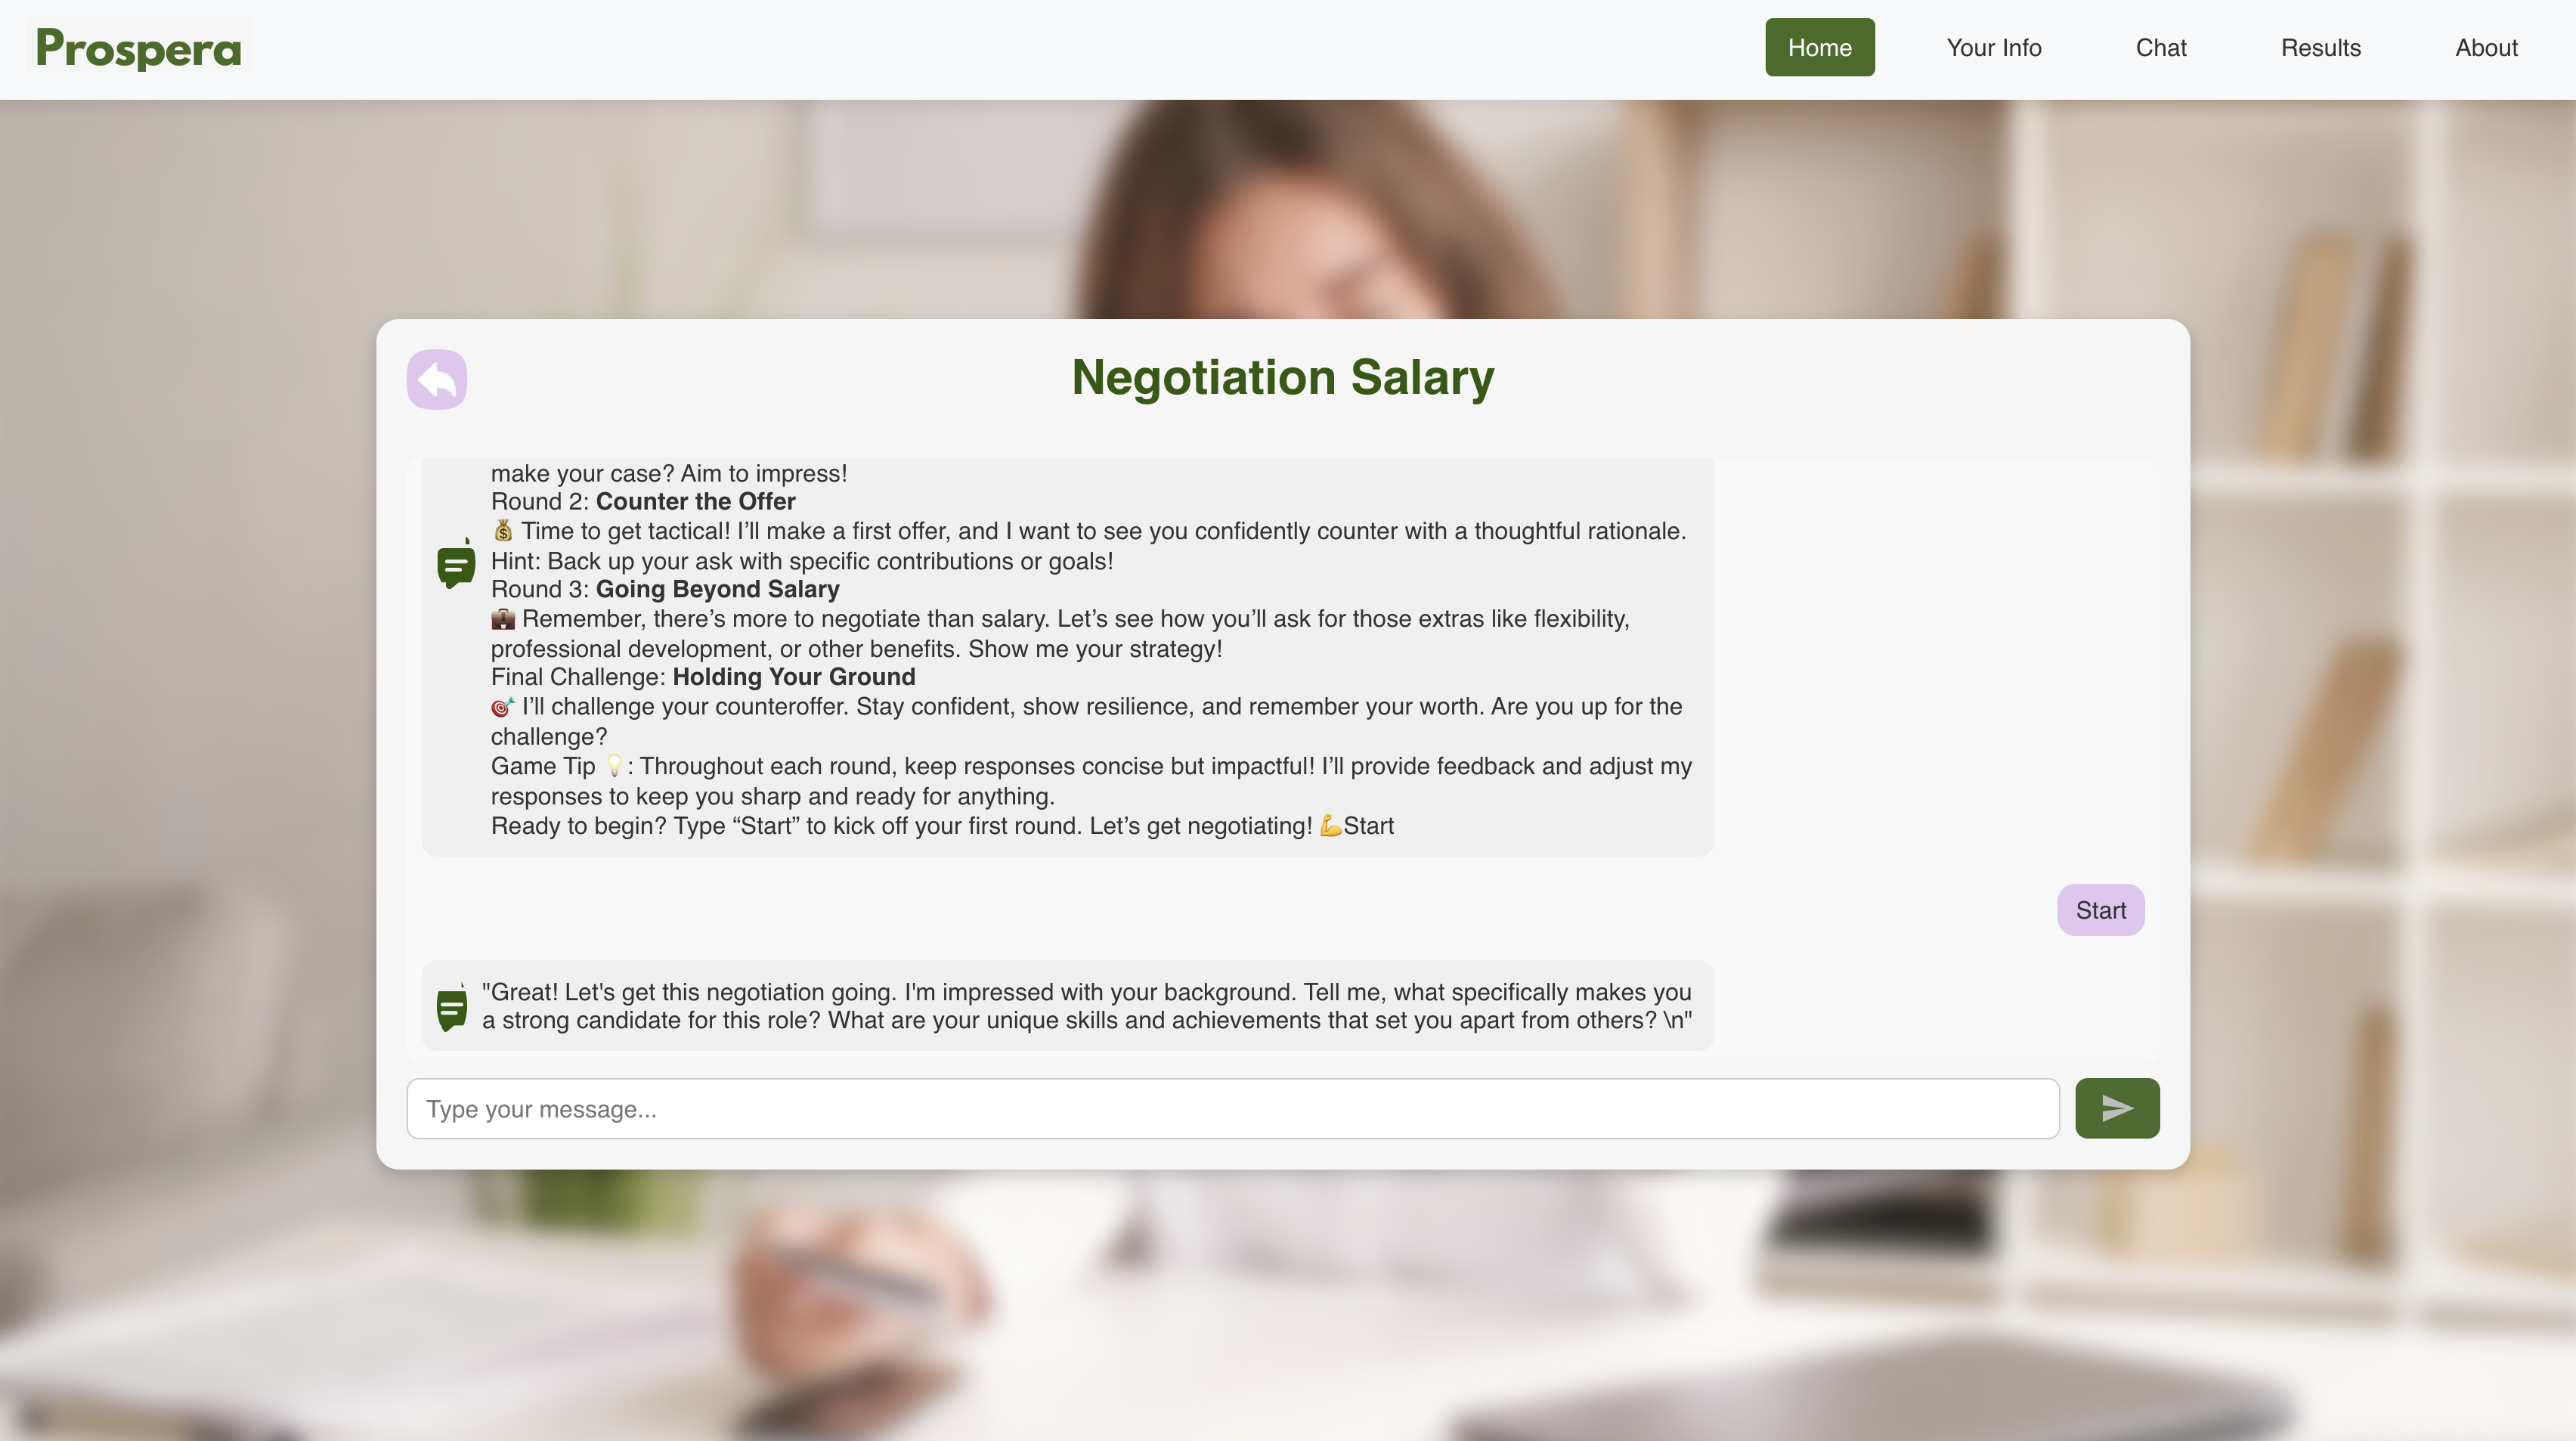 Prospera
Home
Your Info
Chat
Results
About
Negotiation Salary
make your case? Aim to impress!
Round 2: Counter the Offer
💰 Time to get tactical! I’ll make a first offer, and I want to see you confidently counter with a thoughtful rationale.
Hint: Back up your ask with specific contributions or goals!
Round 3: Going Beyond Salary
💼 Remember, there’s more to negotiate than salary. Let’s see how you’ll ask for those extras like flexibility,
professional development, or other benefits. Show me your strategy!
Final Challenge: Holding Your Ground
🎯 I’ll challenge your counteroffer. Stay confident, show resilience, and remember your worth. Are you up for the
challenge?
Game Tip 💡: Throughout each round, keep responses concise but impactful! I’ll provide feedback and adjust my
responses to keep you sharp and ready for anything.
Ready to begin? Type “Start” to kick off your first round. Let’s get negotiating! 💪Start
Start
"Great! Let's get this negotiation going. I'm impressed with your background. Tell me, what specifically makes you
a strong candidate for this role? What are your unique skills and achievements that set you apart from others? \n"
Type your message...